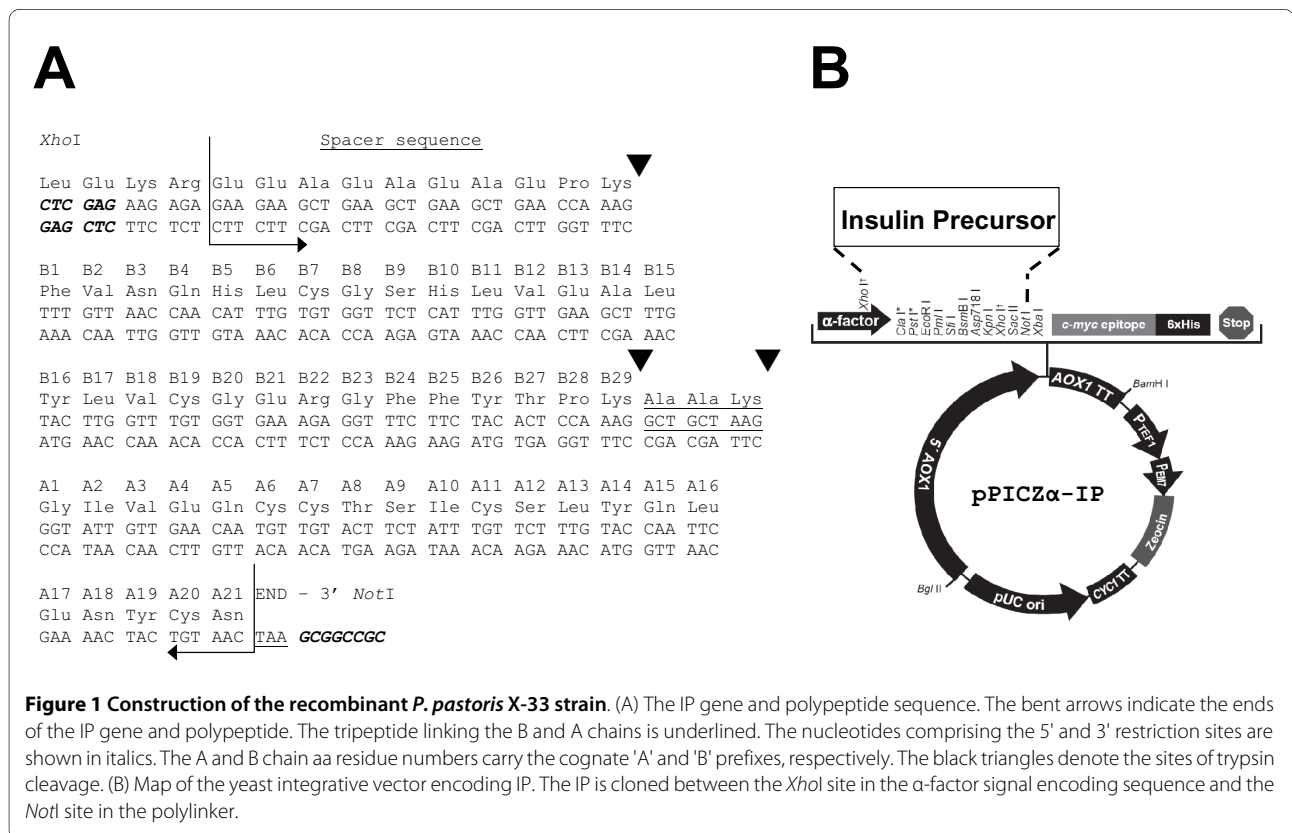 A
XhoI Spacer sequence
Leu Glu Lys Arg Glu Glu Ala Glu Ala Glu Ala Glu Pro Lys
CTC GAG AAG AGA GAA GAA GCT GAA GCT GAA GCT GAA CCA AAG
GAG CTC TTC TCT CTT CTT CGA CTT CGA CTT CGA CTT GGT TTC
B1 B2 B3 B4 B5 B6 B7 B8 B9 B10 B11 B12 B13 B14 B15
Phe Val Asn Gln His Leu Cys Gly Ser His Leu Val Glu Ala Leu
TTT GTT AAC CAA CAT TTG TGT GGT TCT CAT TTG GTT GAA GCT TTG
AAA CAA TTG GTT GTA AAC ACA CCA AGA GTA AAC CAA CTT CGA AAC
B16 B17 B18 B19 B20 B21 B22 B23 B24 B25 B26 B27 B28 B29
Tyr Leu Val Cys Gly Glu Arg Gly Phe Phe Tyr Thr Pro Lys Ala Ala Lys
TAC TTG GTT TGT GGT GAA AGA GGT TTC TTC TAC ACT CCA AAG GCT GCT AAG
ATG AAC CAA ACA CCA CTT TCT CCA AAG AAG ATG TGA GGT TTC CGA CGA TTC
A1 A2 A3 A4 A5 A6 A7 A8 A9 A10 A11 A12 A13 A14 A15 A16
Gly Ile Val Glu Gln Cys Cys Thr Ser Ile Cys Ser Leu Tyr Gln Leu
GGT ATT GTT GAA CAA TGT TGT ACT TCT ATT TGT TCT TTG TAC CAA TTC
CCA TAA CAA CTT GTT ACA ACA TGA AGA TAA ACA AGA AAC ATG GTT AAC
A17 A18 A19 A20 A21 END – 3' NotI
Glu Asn Tyr Cys Asn
GAA AAC TAC TGT AAC TAA GCGGCCGC
B
Insulin Precursor
α-factor
Xho I†
Cla I*
Pst I*
EcoR I
Pml I
Sfi I
BsmB I
Asp718 I
Kpn I
Xho I†
Sac II
Not I
Xba I
c-myc epitope
6xHis
Stop
AOX1 TT
BamH I
PTEF1
PEM7
Zeocin
CYC1 TT
pUC ori
Bgl II
5' AOX1
pPICZα-IP
Figure 1 Construction of the recombinant P. pastoris X-33 strain. (A) The IP gene and polypeptide sequence. The bent arrows indicate the ends
of the IP gene and polypeptide. The tripeptide linking the B and A chains is underlined. The nucleotides comprising the 5' and 3' restriction sites are
shown in italics. The A and B chain aa residue numbers carry the cognate 'A' and 'B' prefixes, respectively. The black triangles denote the sites of trypsin
cleavage. (B) Map of the yeast integrative vector encoding IP. The IP is cloned between the XhoI site in the α-factor signal encoding sequence and the
NotI site in the polylinker.